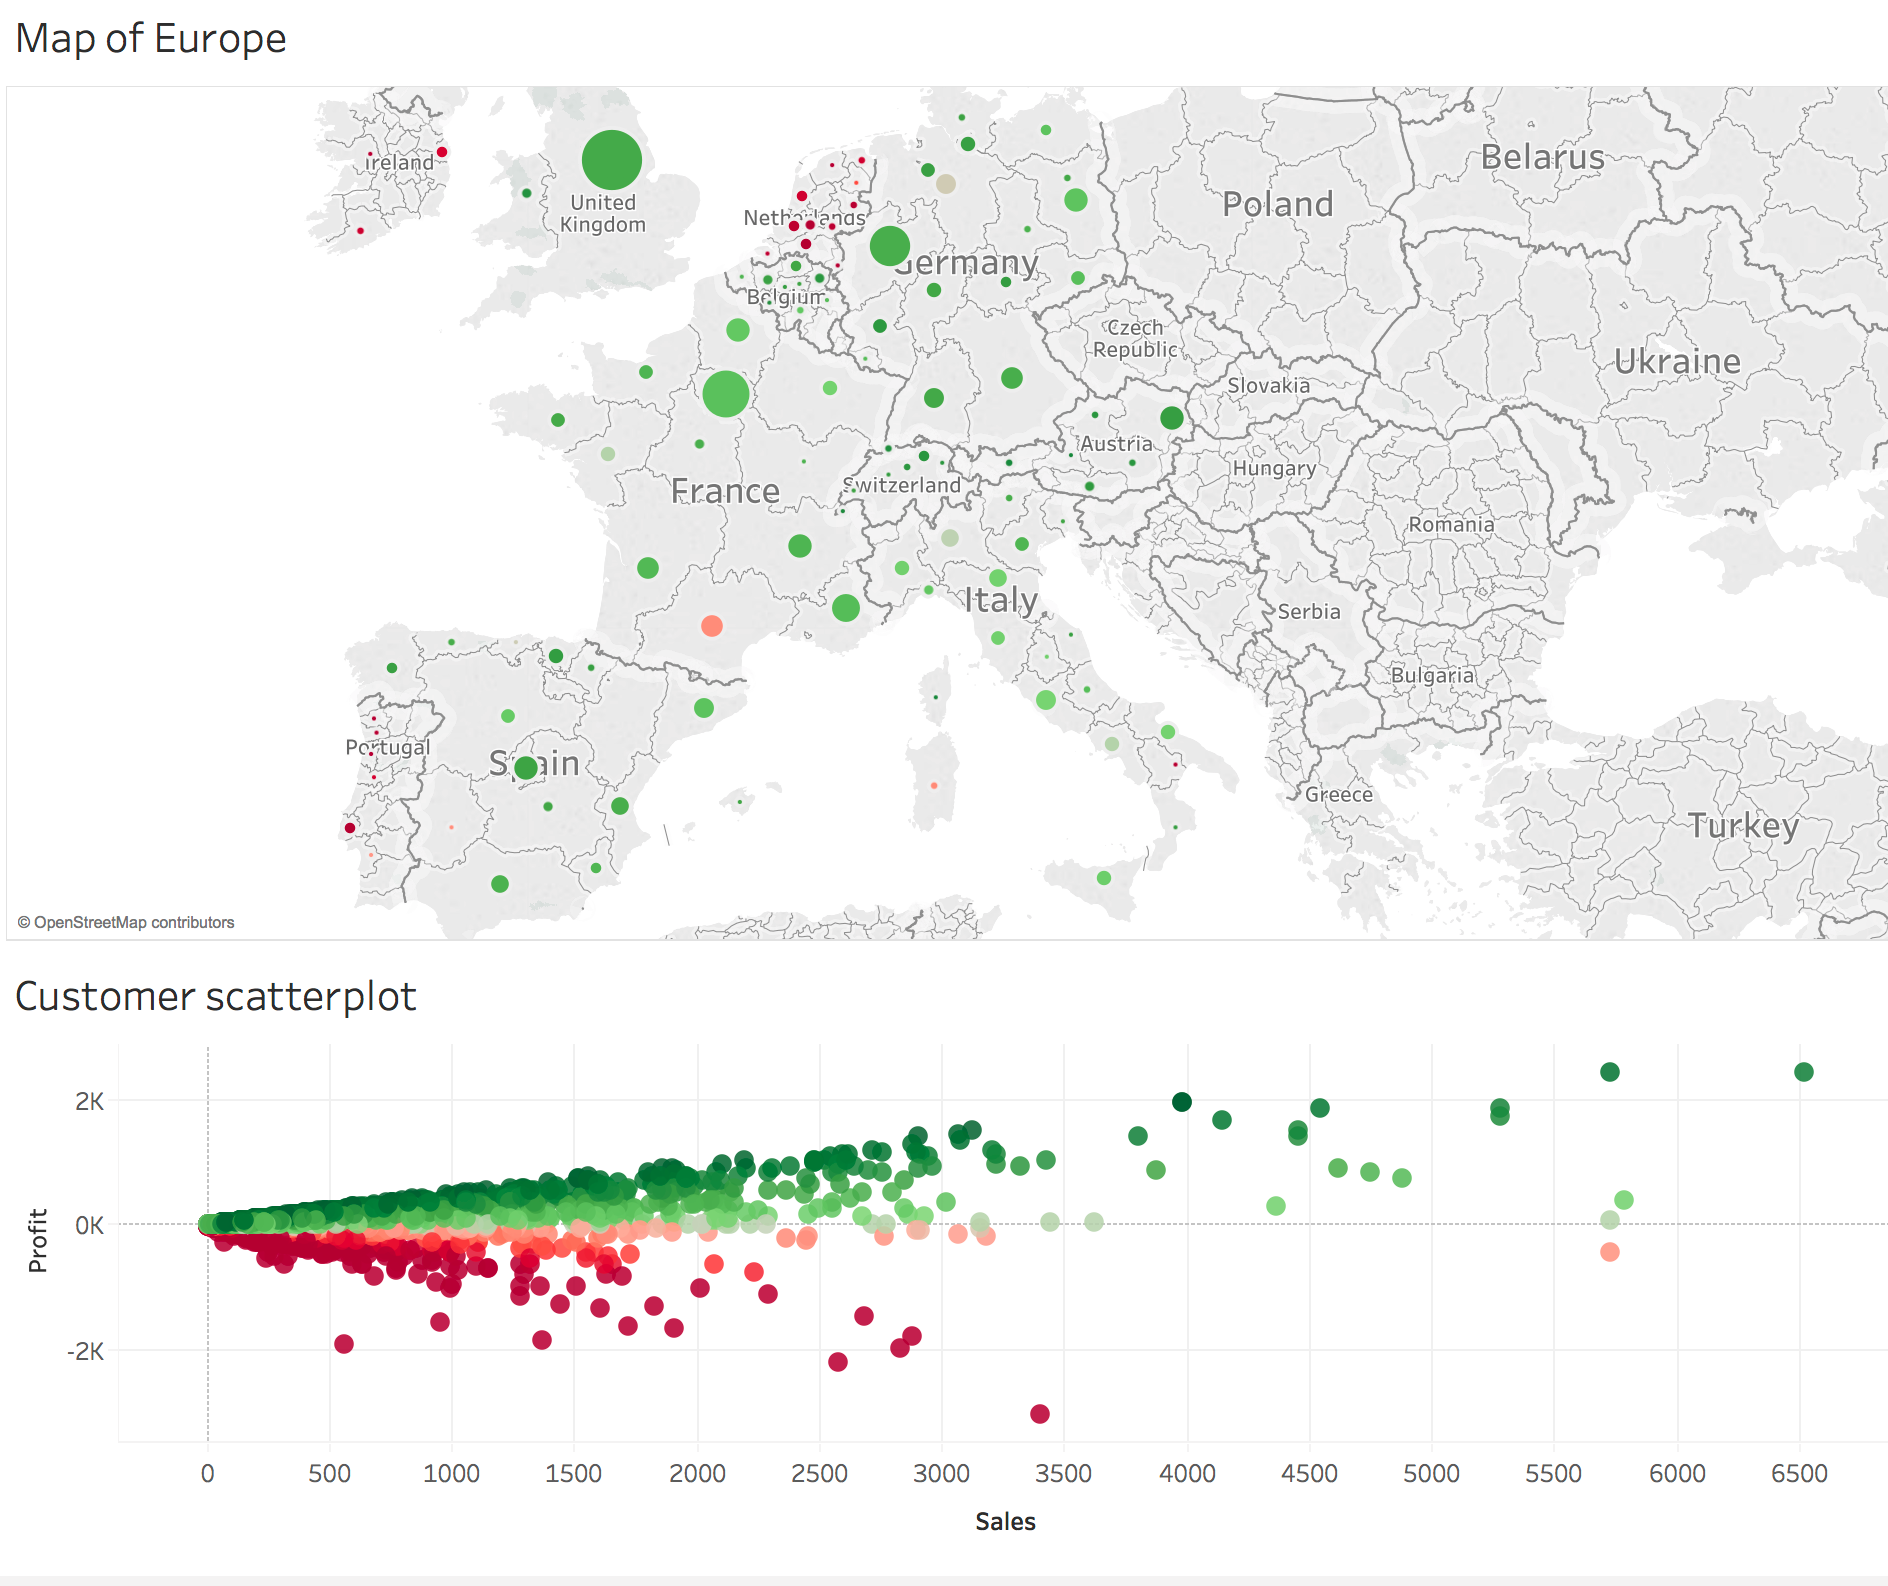 Map of Europe
Ireland
United
Kingdom
Netherlands
Belgium
Germany
Poland
Belarus
Czech
Republic
Ukraine
Slovakia
Austria
Hungary
France
Switzerland
Romania
Italy
Serbia
Bulgaria
Portugal
Spain
Greece
Turkey
© OpenStreetMap contributors
Customer scatterplot
Profit
2K
0K
-2K
0 500 1000 1500 2000 2500 3000 3500 4000 4500 5000 5500 6000 6500
Sales